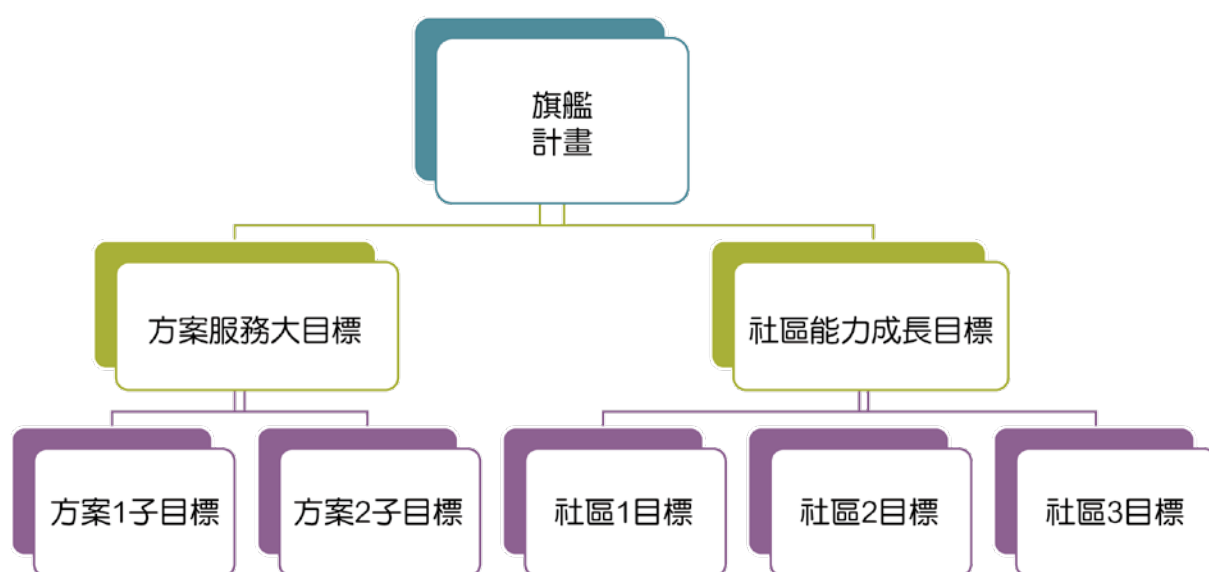 旗艦
計畫
方案服務大目標
社區能力成長目標
方案1子目標
方案2子目標
社區1目標
社區2目標
社區3目標